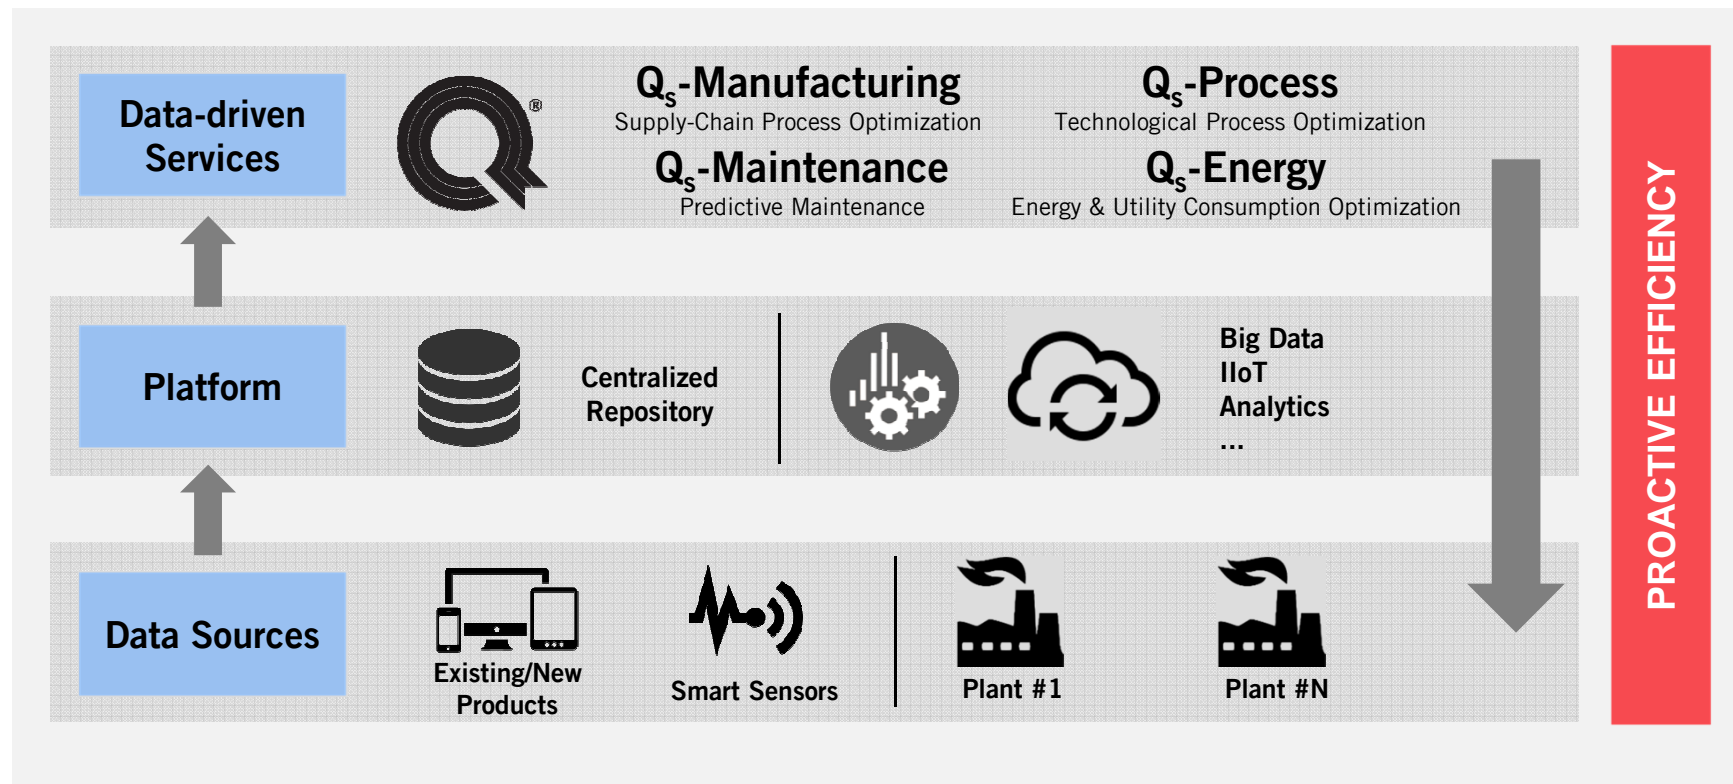 Data-driven
Services
®
Qs-Manufacturing
Supply-Chain Process Optimization
Qs-Process
Technological Process Optimization
Qs-Maintenance
Predictive Maintenance
Qs-Energy
Energy & Utility Consumption Optimization
Platform
Centralized
Repository
Big Data
IIoT
Analytics
...
Data Sources
Existing/New
Products
Smart Sensors
Plant #1
Plant #N
PROACTIVE EFFICIENCY